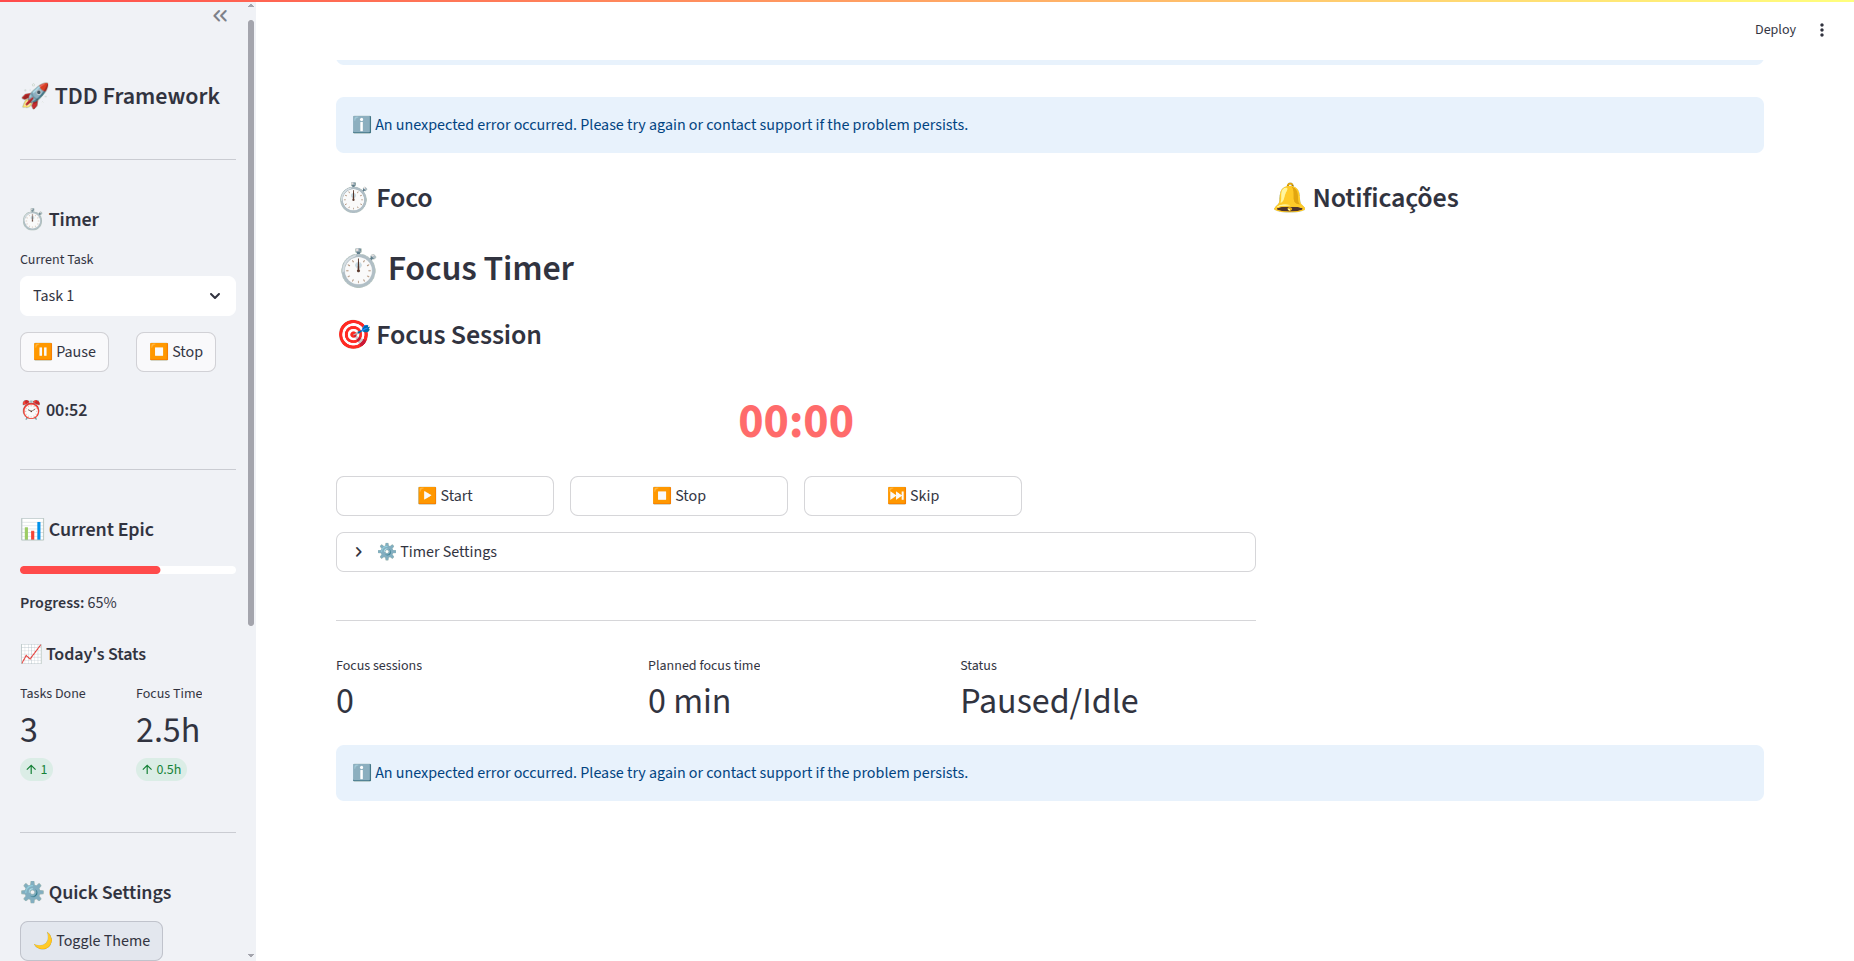 Deploy
🚀 TDD Framework
⏱️ Timer
Current Task
Task 1
⏸️ Pause
⏹️ Stop
⏰ 00:52
📊 Current Epic
Progress: 65%
📈 Today's Stats
Tasks Done
Focus Time
3
2.5h
↑ 1
↑ 0.5h
⚙️ Quick Settings
🌙 Toggle Theme
ℹ️ An unexpected error occurred. Please try again or contact support if the problem persists.
⏱️ Foco
🔔 Notificações
⏱️ Focus Timer
🎯 Focus Session
00:00
▶️ Start
⏹️ Stop
⏭️ Skip
⚙️ Timer Settings
Focus sessions
Planned focus time
Status
0
0 min
Paused/Idle
ℹ️ An unexpected error occurred. Please try again or contact support if the problem persists.